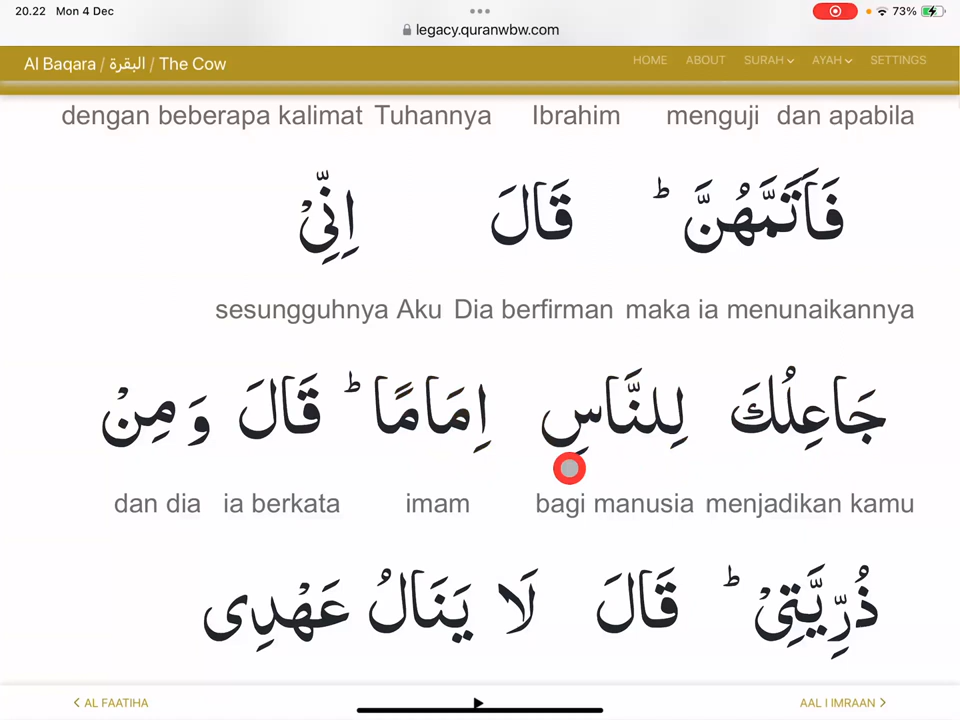 20.22 Mon 4 Dec 73%
legacy.quranwbw.com
Al Baqara / البقرة / The Cow HOME ABOUT SURAH AYAH SETTINGS
dengan beberapa kalimat Tuhannya Ibrahim menguji dan apabila
فَاَتَمَّهُنَّ ؕ قَالَ اِنِّیْ
sesungguhnya Aku Dia berfirman maka ia menunaikannya
جَاعِلُكَ لِلنَّاسِ اِمَامًا ؕ قَالَ وَ مِنْ
dan dia ia berkata imam bagi manusia menjadikan kamu
ذُرِّیَّتِیْ ؕ قَالَ لَا یَنَالُ عَهْدِی
AL FAATIHA AAL I IMRAAN